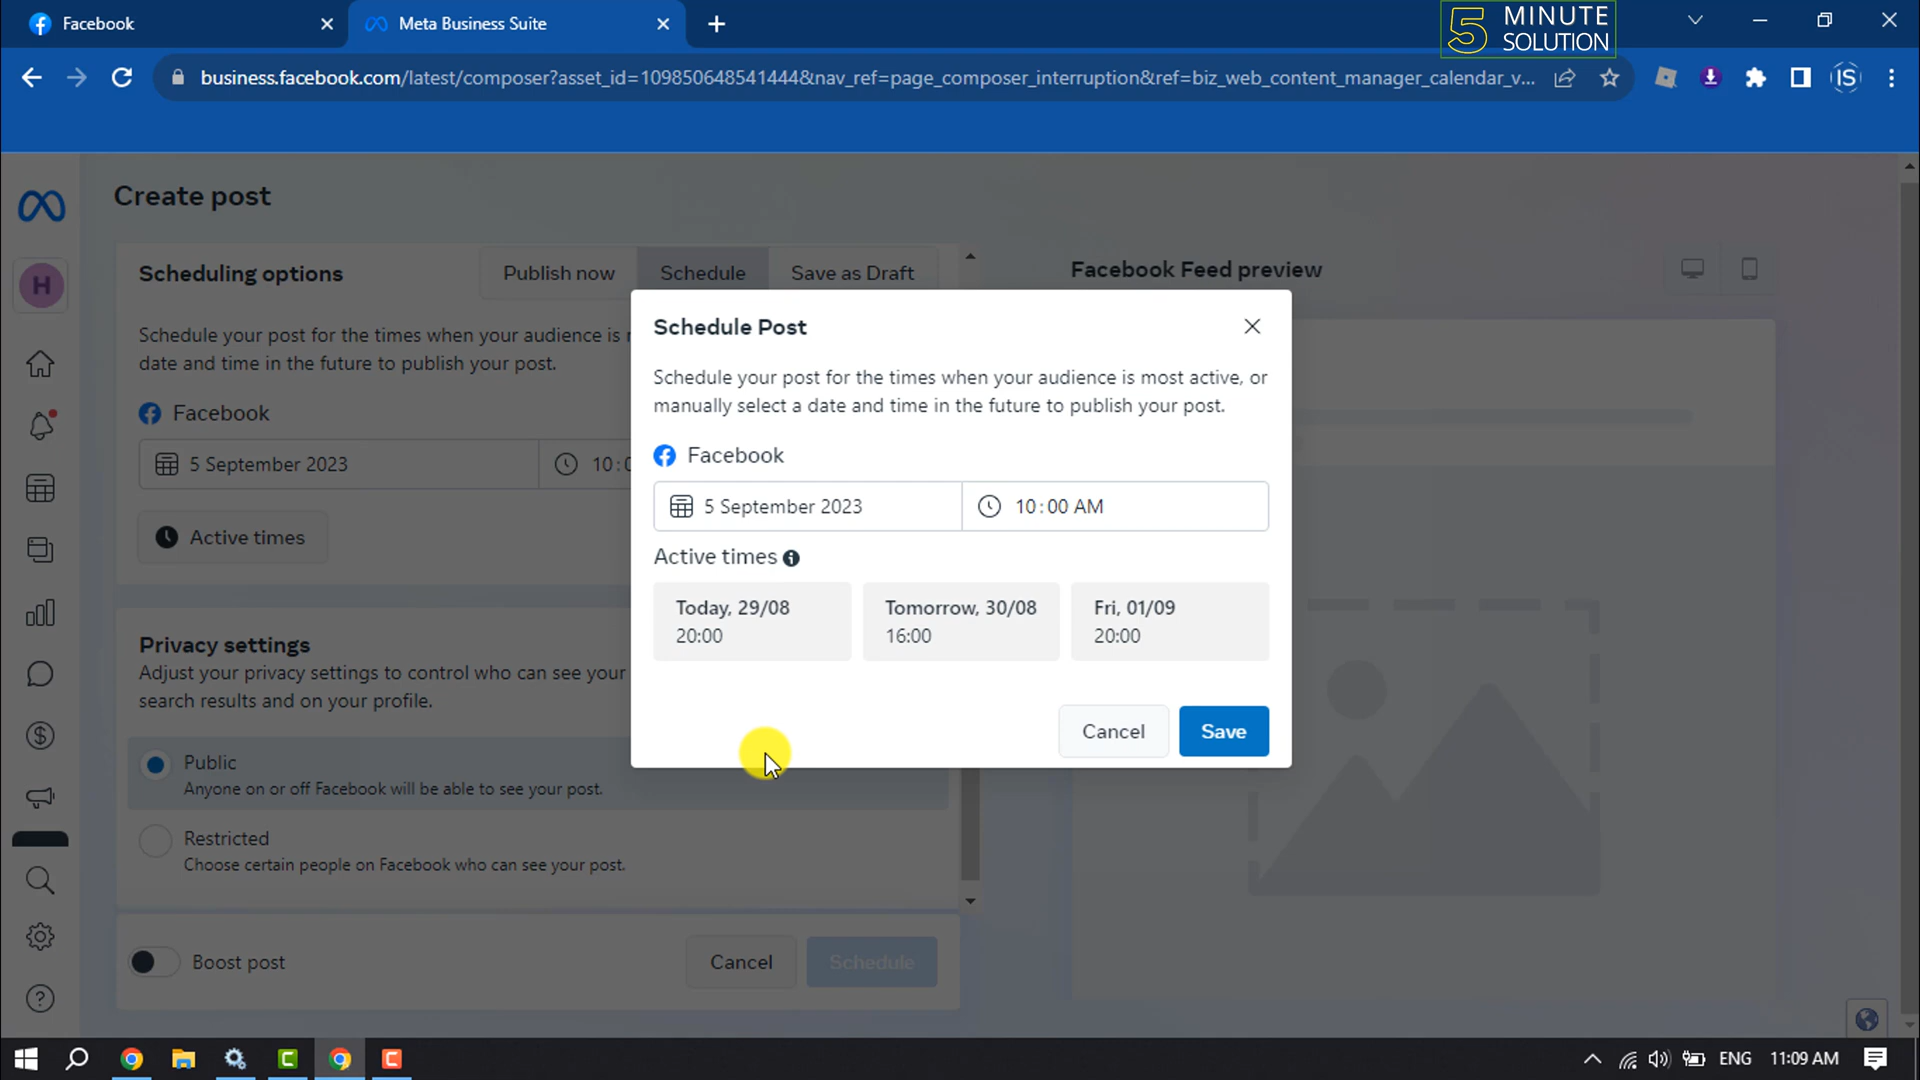 Facebook
Meta Business Suite
5 MINUTE SOLUTION
business.facebook.com/latest/composer?asset_id=109850648541444&nav_ref=page_composer_interruption&ref=biz_web_content_manager_calendar_v...
IS
Create post
H
Scheduling options
Publish now
Schedule
Save as Draft
Facebook Feed preview
Schedule your post for the times when your audience is
date and time in the future to publish your post.
Facebook
5 September 2023
10:0
Active times
Privacy settings
Adjust your privacy settings to control who can see your
search results and on your profile.
Public
Anyone on or off Facebook will be able to see your post.
Restricted
Choose certain people on Facebook who can see your post.
Boost post
Cancel
Schedule
Schedule Post
Schedule your post for the times when your audience is most active, or
manually select a date and time in the future to publish your post.
Facebook
5 September 2023
10:00 AM
Active times
Today, 29/08
20:00
Tomorrow, 30/08
16:00
Fri, 01/09
20:00
Cancel
Save
ENG
11:09 AM